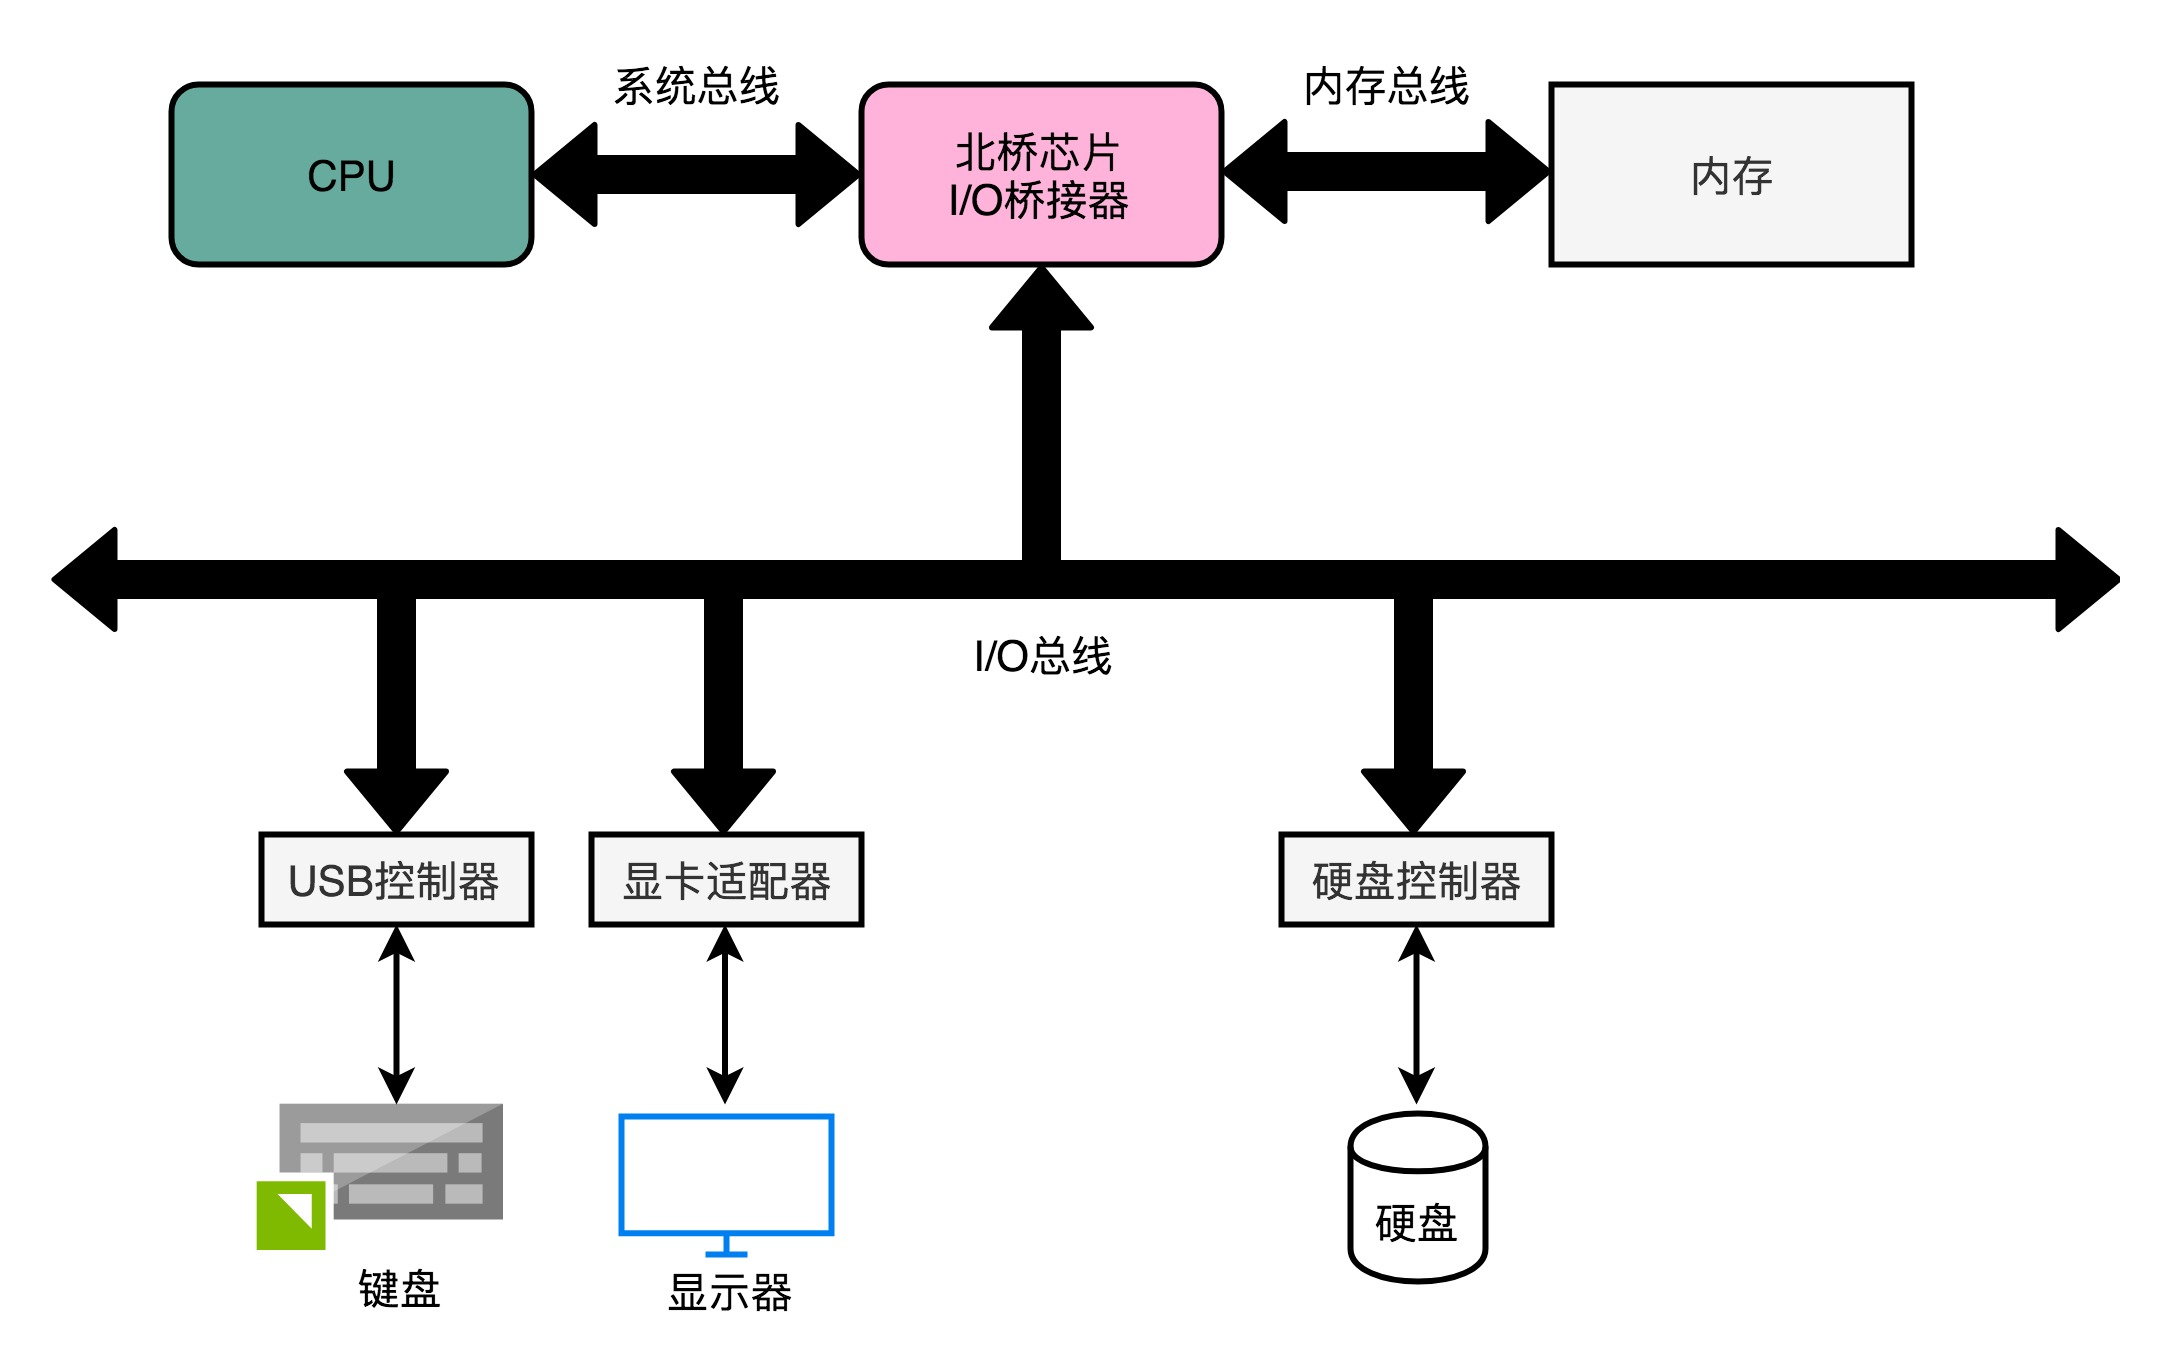 系统总线
内存总线
CPU
北桥芯片
I/O桥接器
内存
I/O总线
USB控制器
显卡适配器
硬盘控制器
硬盘
键盘
显示器